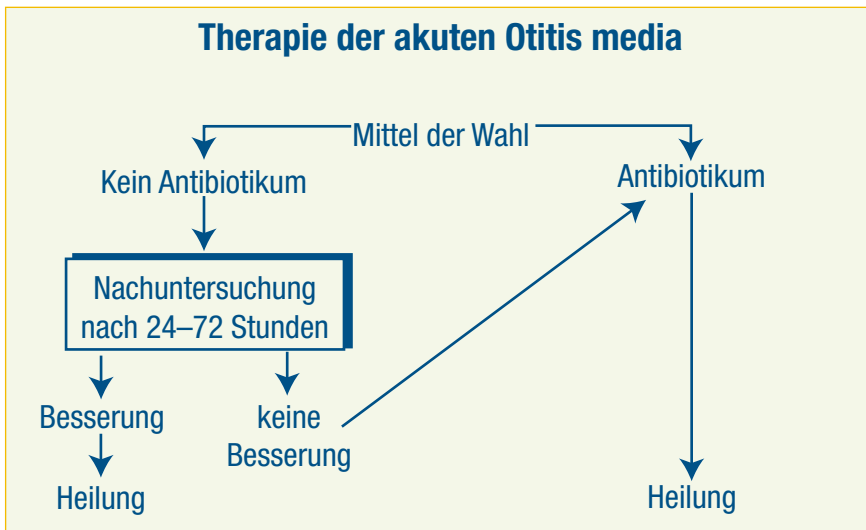 Therapie der akuten Otitis media
Mittel der Wahl
Kein Antibiotikum
Antibiotikum
Nachuntersuchung
nach 24–72 Stunden
Besserung
keine
Besserung
Heilung
Heilung